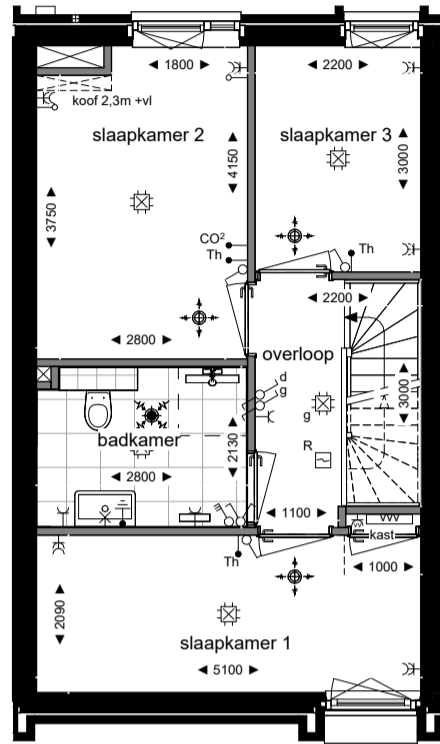 1800
2200
koof 2,3m +vl
slaapkamer 2
slaapkamer 3
4150
3000
3750
CO²
Th
Th
2200
2800
overloop
d
g
g
3000
badkamer
2130
R
2800
1100
VVV
kast
Th
1000
2090
slaapkamer 1
5100